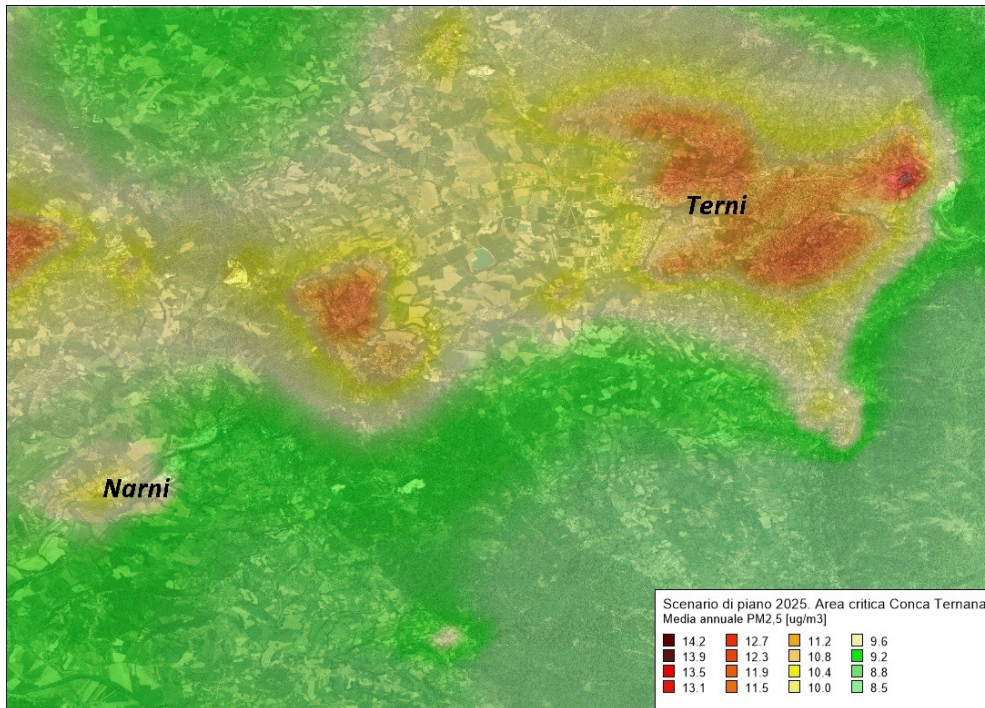 Terni
Narni
Scenario di piano 2025. Area critica Conca Ternana
Media annuale PM2,5 [ug/m3]
14.2 12.7 11.2 9.6
13.9 12.3 10.8 9.2
13.5 11.9 10.4 8.8
13.1 11.5 10.0 8.5